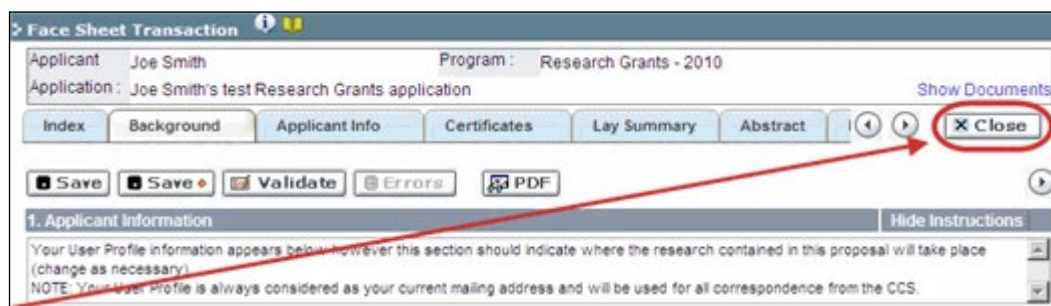 Face Sheet Transaction
Applicant Joe Smith Program : Research Grants - 2010
Application : Joe Smith's test Research Grants application Show Documents
Index Background Applicant Info Certificates Lay Summary Abstract X Close
Save Save Validate Errors PDF
1. Applicant Information Hide Instructions
Your User Profile information appears below however this section should indicate where the research contained in this proposal will take place
(change as necessary)
NOTE: Your User Profile is always considered as your current mailing address and will be used for all correspondence from the CCS.